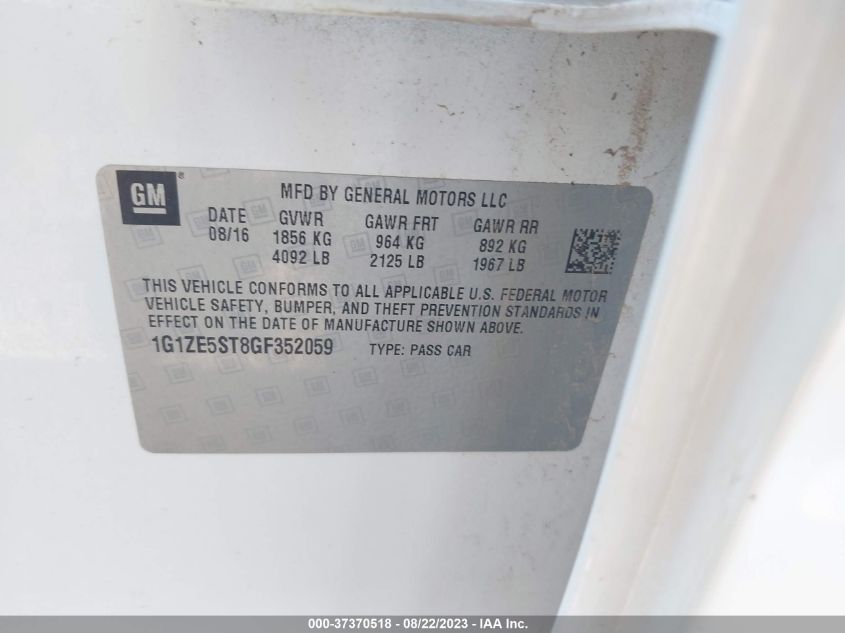 GM ®
MFD BY GENERAL MOTORS LLC
DATE GVWR GAWR FRT GAWR RR
08/16 1856 KG 964 KG 892 KG
4092 LB 2125 LB 1967 LB
THIS VEHICLE CONFORMS TO ALL APPLICABLE U.S. FEDERAL MOTOR
VEHICLE SAFETY, BUMPER, AND THEFT PREVENTION STANDARDS IN
EFFECT ON THE DATE OF MANUFACTURE SHOWN ABOVE.
1G1ZE5ST8GF352059 TYPE: PASS CAR
000-37370518 - 08/22/2023 - IAA Inc.